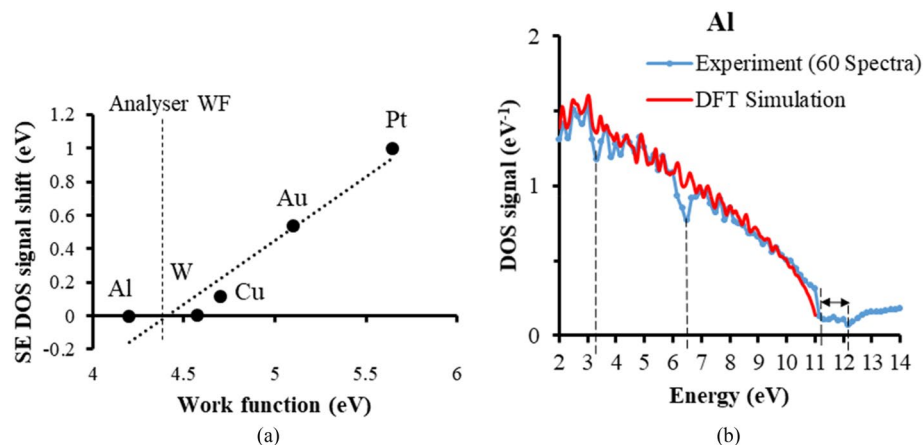 Analyser WF
Pt
Au
Al
W
Cu
SE DOS signal shift (eV)
1.2
1
0.8
0.6
0.4
0.2
0
-0.2
4 4.5 5 5.5 6
Work function (eV)
(a)
Al
Experiment (60 Spectra)
DFT Simulation
DOS signal (eV-1)
2
1
0
2 3 4 5 6 7 8 9 10 11 12 13 14
Energy (eV)
(b)